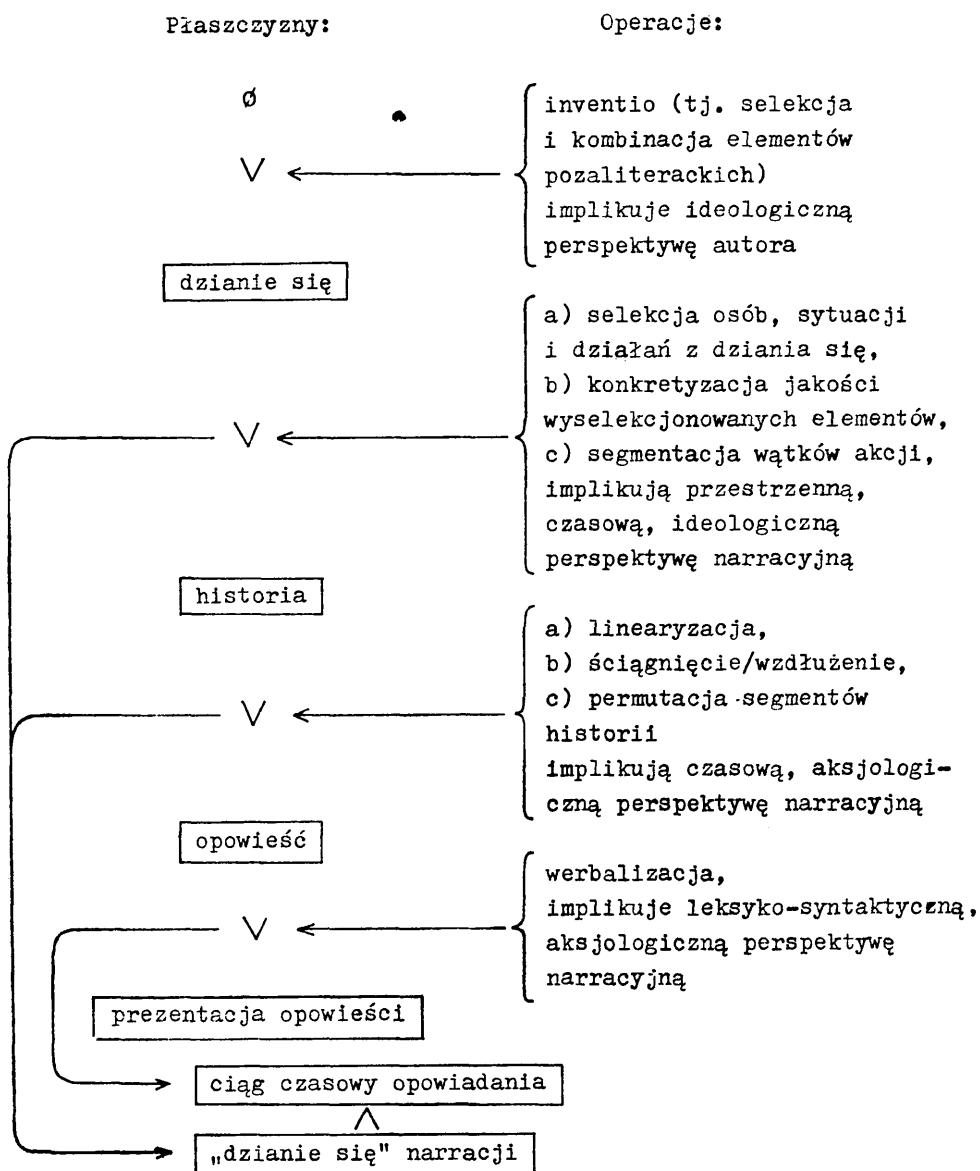 Płaszczyzny:
Operacje:
ø
inventio (tj. selekcja
i kombinacja elementów
pozaliterackich)
implikuje ideologiczną
perspektywę autora
dzianie się
a) selekcja osób, sytuacji
i działań z dziania się,
b) konkretyzacja jakości
wyselekcjonowanych elementów,
c) segmentacja wątków akcji,
implikują przestrzenną,
czasową, ideologiczną
perspektywę narracyjną
historia
a) linearyzacja,
b) ściągnięcie/wzdłużenie,
c) permutacja segmentów
historii
implikują czasową, aksjologi-
czną perspektywę narracyjną
opowieść
werbalizacja,
implikuje leksyko-syntaktyczną,
aksjologiczną perspektywę
narracyjną
prezentacja opowieści
ciąg czasowy opowiadania
„dzianie się" narracji